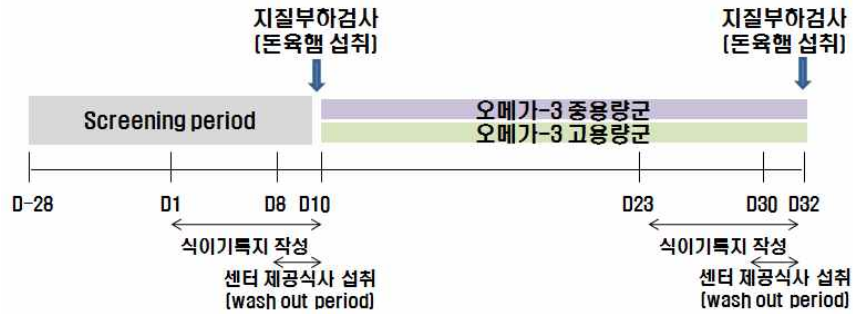 지질부하검사
(돈육햄 섭취)
지질부하검사
(돈육햄 섭취)
Screening period
오메가-3 중용량군
오메가-3 고용량군
D-28
D1
D8
D10
D23
D30
D32
식이기록지 작성
식이기록지 작성
센터 제공식사 섭취
(wash out period)
센터 제공식사 섭취
(wash out period)